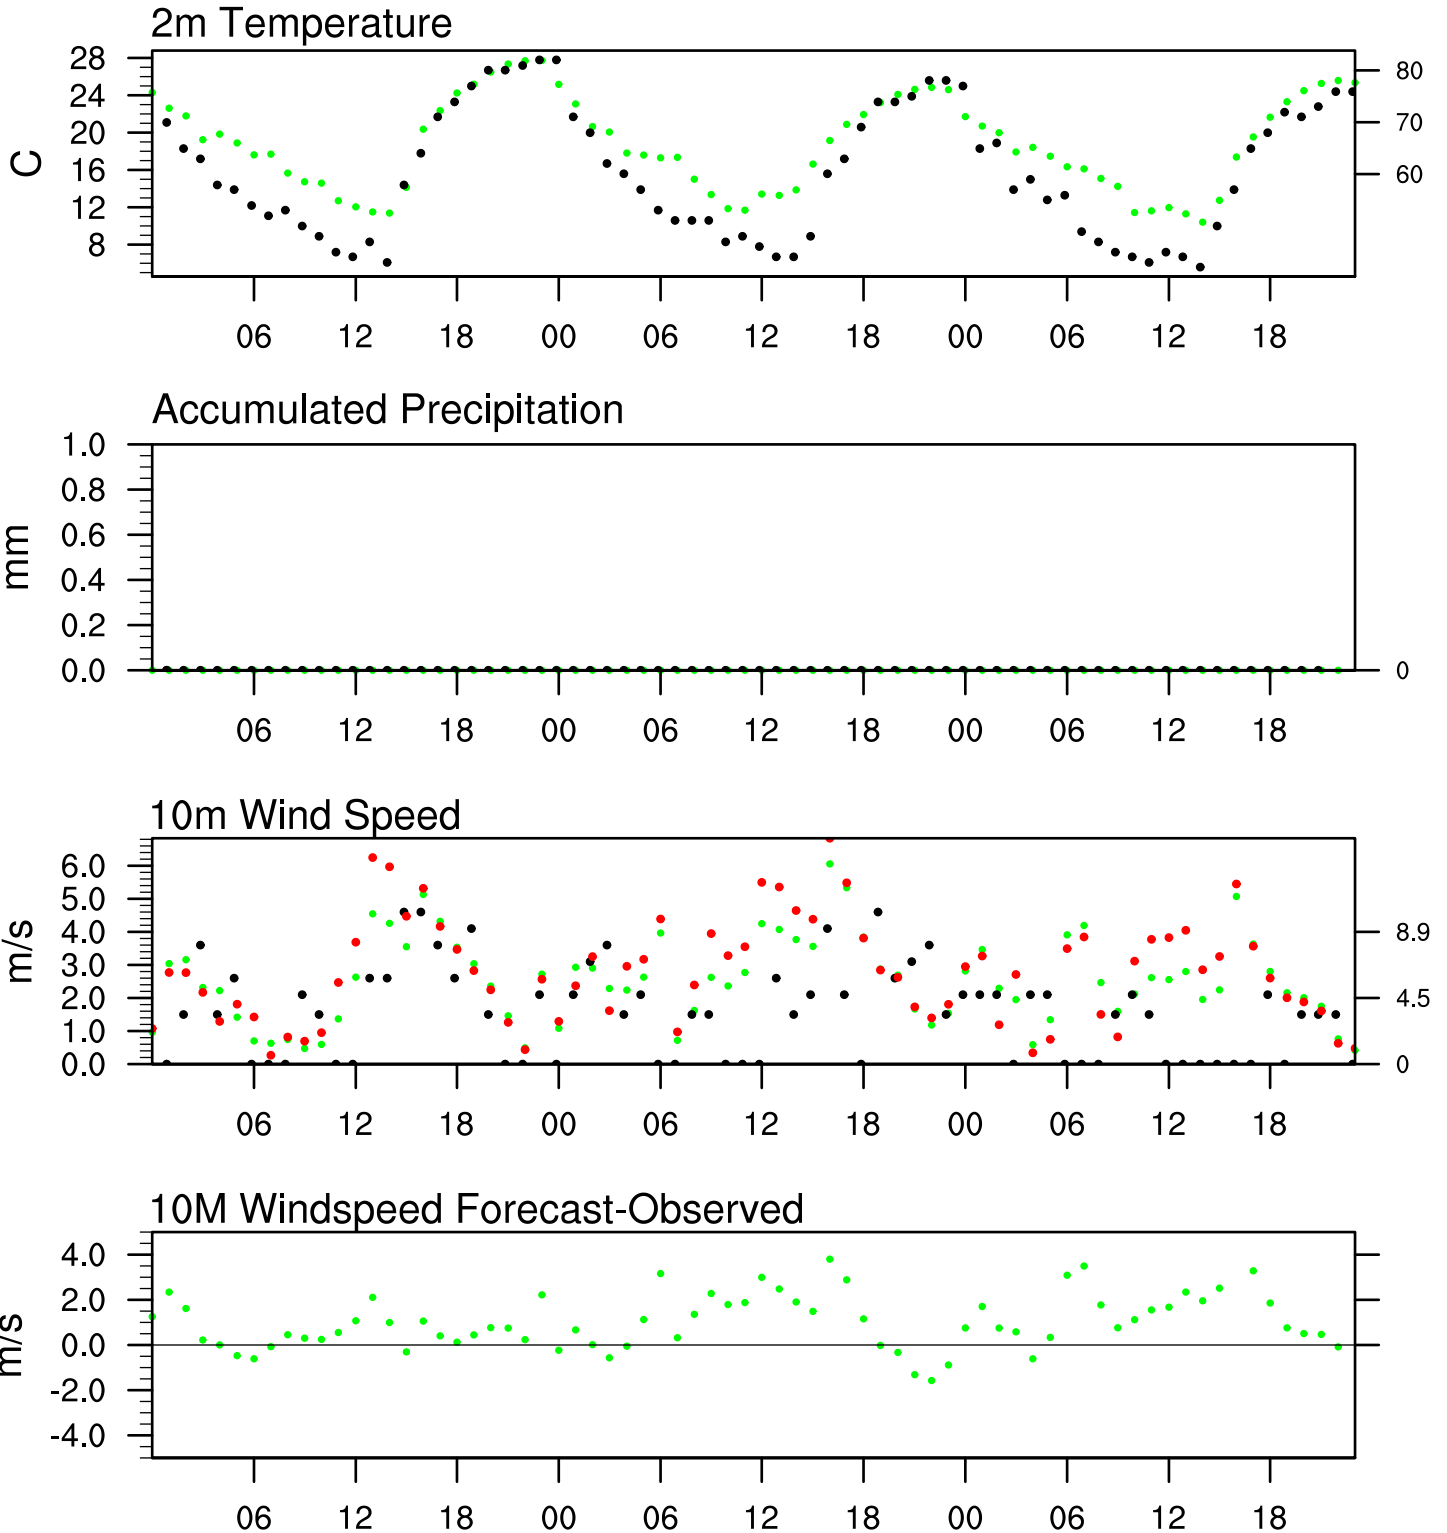 2m Temperature
28
24
20
16
12
8
C
80
70
60
06 12 18 00 06 12 18 00 06 12 18
Accumulated Precipitation
1.0
0.8
0.6
0.4
0.2
0.0
mm
0
06 12 18 00 06 12 18 00 06 12 18
10m Wind Speed
6.0
5.0
4.0
3.0
2.0
1.0
0.0
m/s
8.9
4.5
0
06 12 18 00 06 12 18 00 06 12 18
10M Windspeed Forecast-Observed
4.0
2.0
0.0
-2.0
-4.0
m/s
06 12 18 00 06 12 18 00 06 12 18